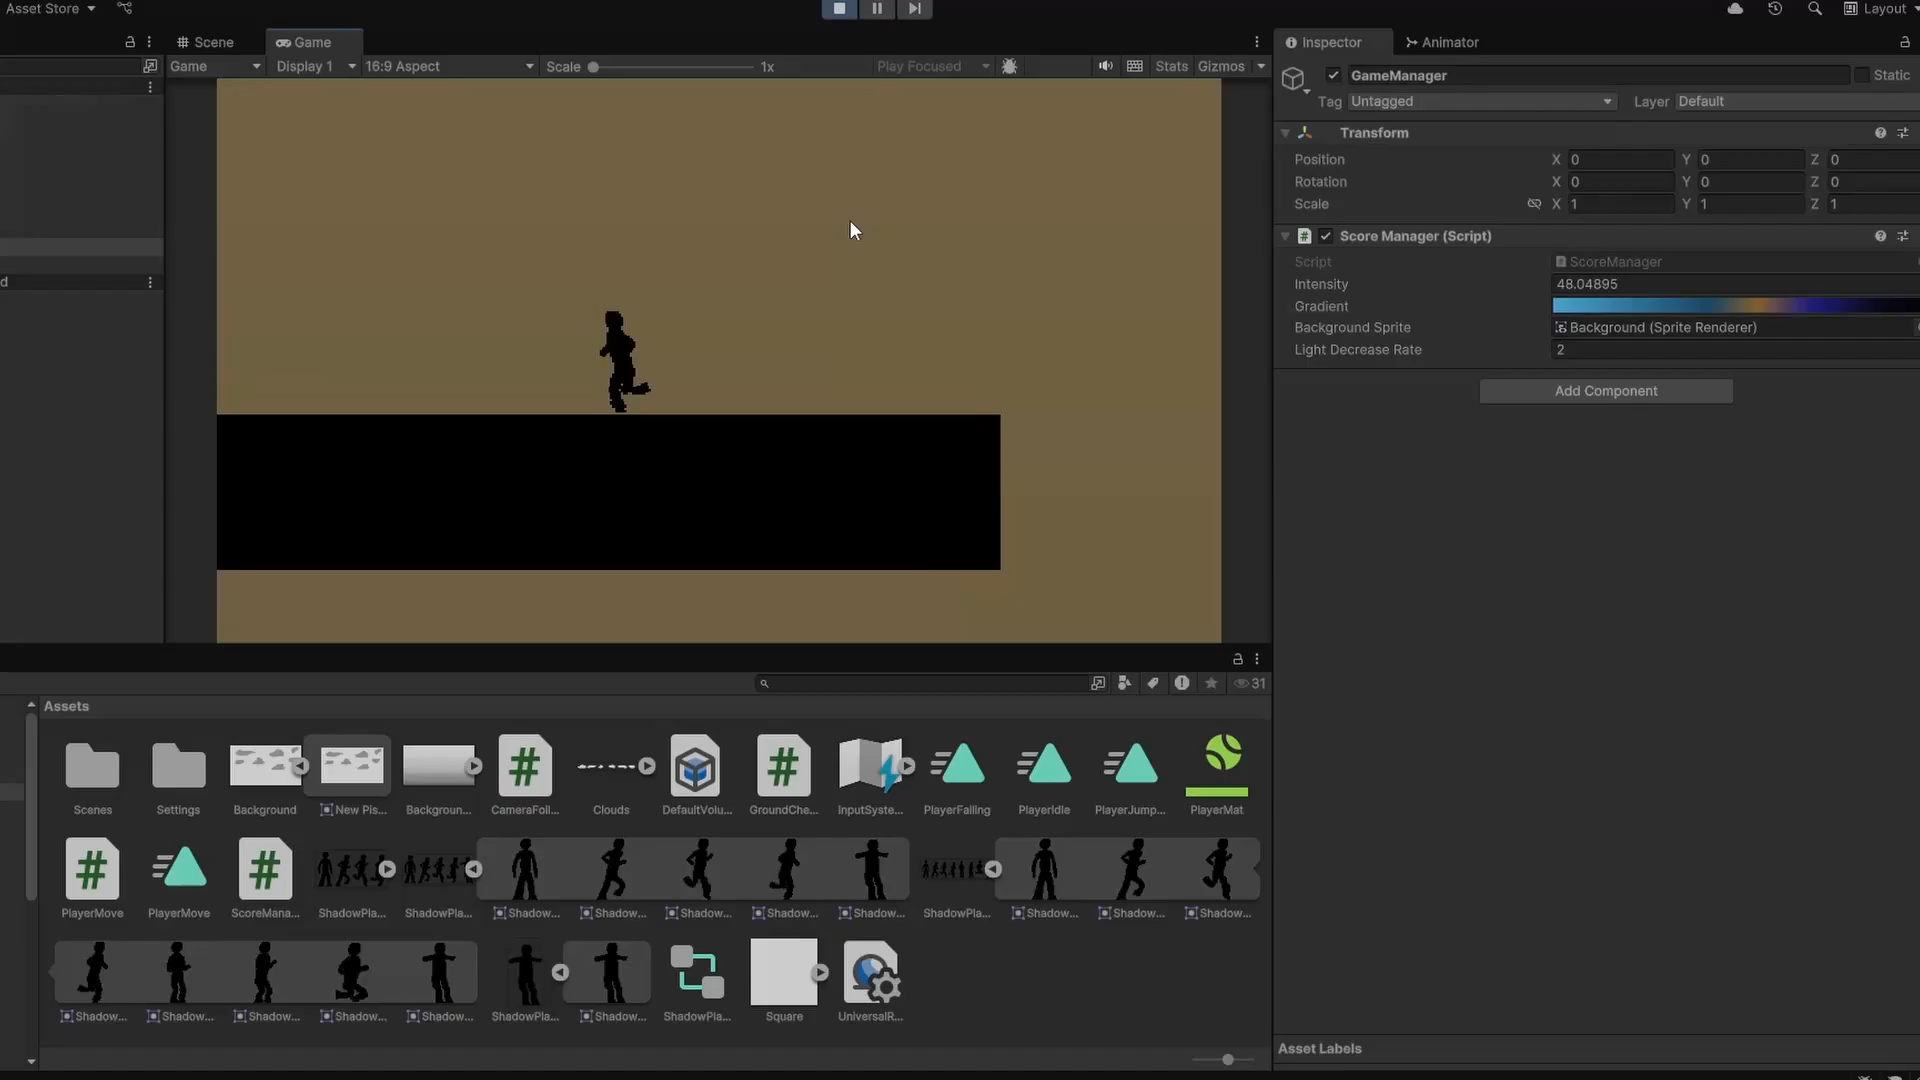 Asset Store
Layout
Scene
Game
Game
Display 1
16:9 Aspect
Scale
1x
Play Focused
Stats
Gizmos
d
Inspector
Animator
GameManager
Static
Tag
Untagged
Layer
Default
Transform
Position
X 0
Y 0
Z 0
Rotation
X 0
Y 0
Z 0
Scale
X 1
Y 1
Z 1
# Score Manager (Script)
Script
ScoreManager
Intensity
48.04895
Gradient
Background Sprite
Background (Sprite Renderer)
Light Decrease Rate
2
Add Component
31
Assets
Scenes
Settings
Background
New Pis...
Backgroun...
CameraFoll...
Clouds
DefaultVolu...
GroundChe...
InputSyste...
PlayerFalling
PlayerIdle
PlayerJump...
PlayerMat
PlayerMove
PlayerMove
ScoreMana...
ShadowPla...
ShadowPla...
Shadow...
Shadow...
Shadow...
Shadow...
Shadow...
ShadowPla...
Shadow...
Shadow...
Shadow...
Shadow...
Shadow...
Shadow...
Shadow...
Shadow...
ShadowPla...
Shadow...
ShadowPla...
Square
UniversalR...
Asset Labels